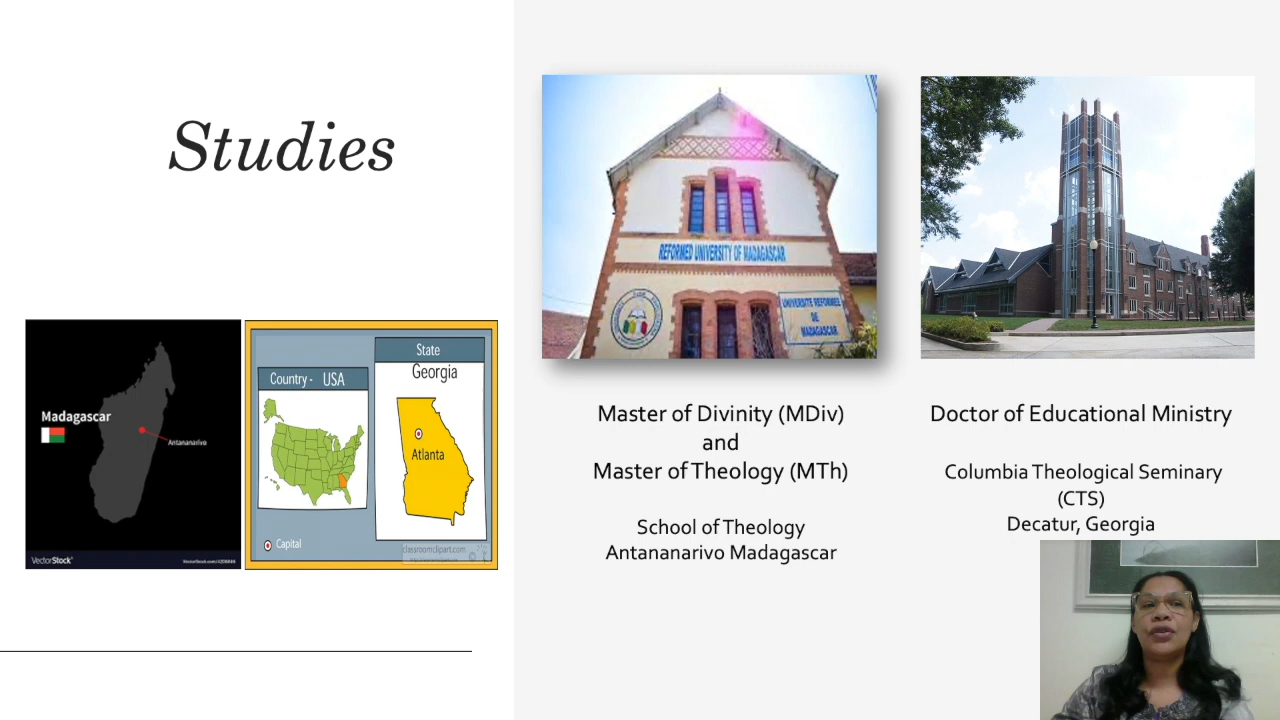 Studies
Madagascar
Antananarivo
VectorStock
Country - USA
State
Georgia
Atlanta
Capital
classroomclipart.com
REFORMED UNIVERSITY OF MADAGASCAR
UNIVERSITE REFORMEE
DE
MADAGASCAR
Master of Divinity (MDiv)
and
Master of Theology (MTh)
School of Theology
Antananarivo Madagascar
Doctor of Educational Ministry
Columbia Theological Seminary
(CTS)
Decatur, Georgia